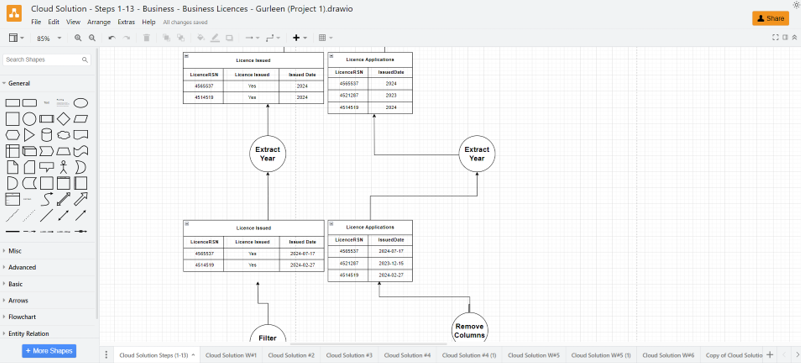 Cloud Solution - Steps 1-13 - Business - Business Licences - Gurleen (Project 1).drawio
File Edit View Arrange Extras Help All changes saved
Share
85%
Search Shapes
General
Misc
Advanced
Basic
Arrows
Flowchart
Entity Relation
+ More Shapes
Licence Issued
LicenceRSN Licence Issued Issued Date
4565537 Yes 2024
4514519 Yes 2024
Licence Applications
LicenceRSN IssuedDate
4565537 2024
4521287 2023
4514519 2024
Extract
Year
Extract
Year
Licence Issued
LicenceRSN Licence Issued Issued Date
4565537 Yes 2024-07-17
4514519 Yes 2024-02-27
Licence Applications
LicenceRSN IssuedDate
4565537 2024-07-17
4521287 2023-12-16
4514519 2024-02-27
Filter
Remove
Columns
Cloud Solution Steps (1-13) Cloud Solution W#1 Cloud Solution #2 Cloud Solution #3 Cloud Solution #4 Cloud Solution #4 (1) Cloud Solution W#5 Cloud Solution W#5 (1) Cloud Solution W#6 Copy of Cloud Solution